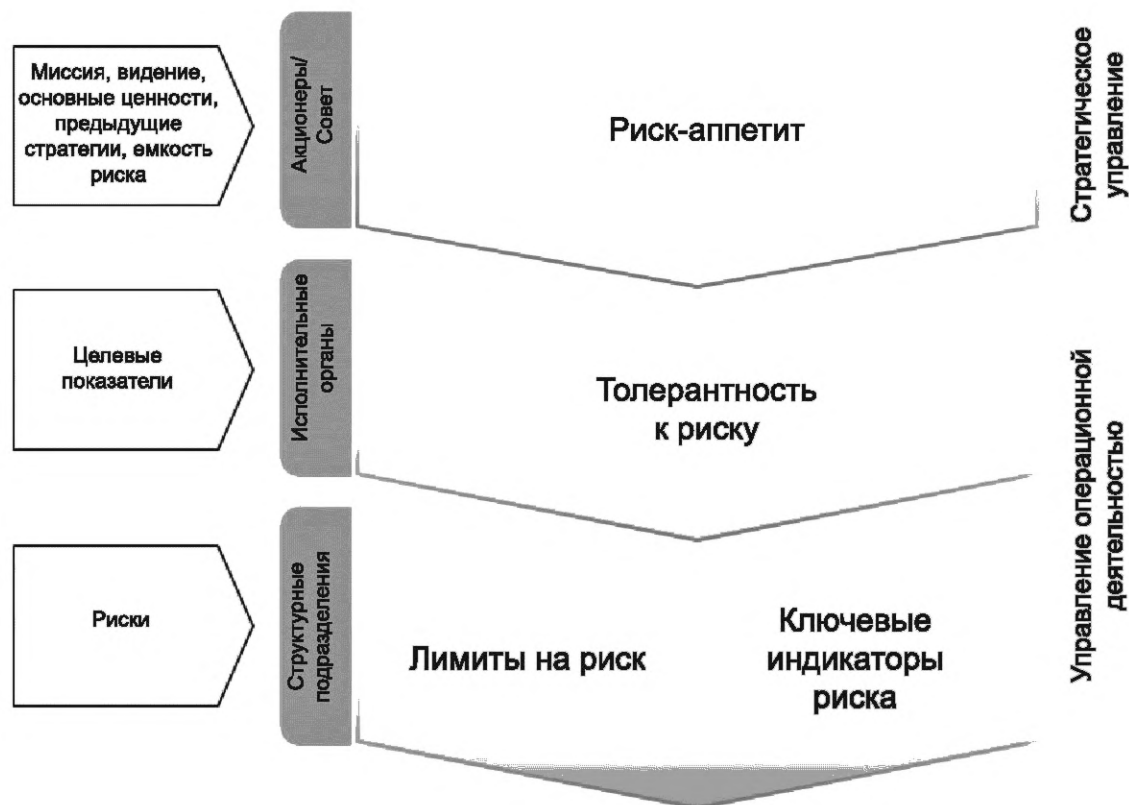 Миссия, видение,
основные ценности,
предыдущие
стратегии, емкость
риска
Акционеры/
Совет
Риск-аппетит
Стратегическое
управление
Целевые
показатели
Исполнительные
органы
Толерантность
к риску
Управление операционной
деятельностью
Риски
Структурные
подразделения
Лимиты на риск
Ключевые
индикаторы
риска